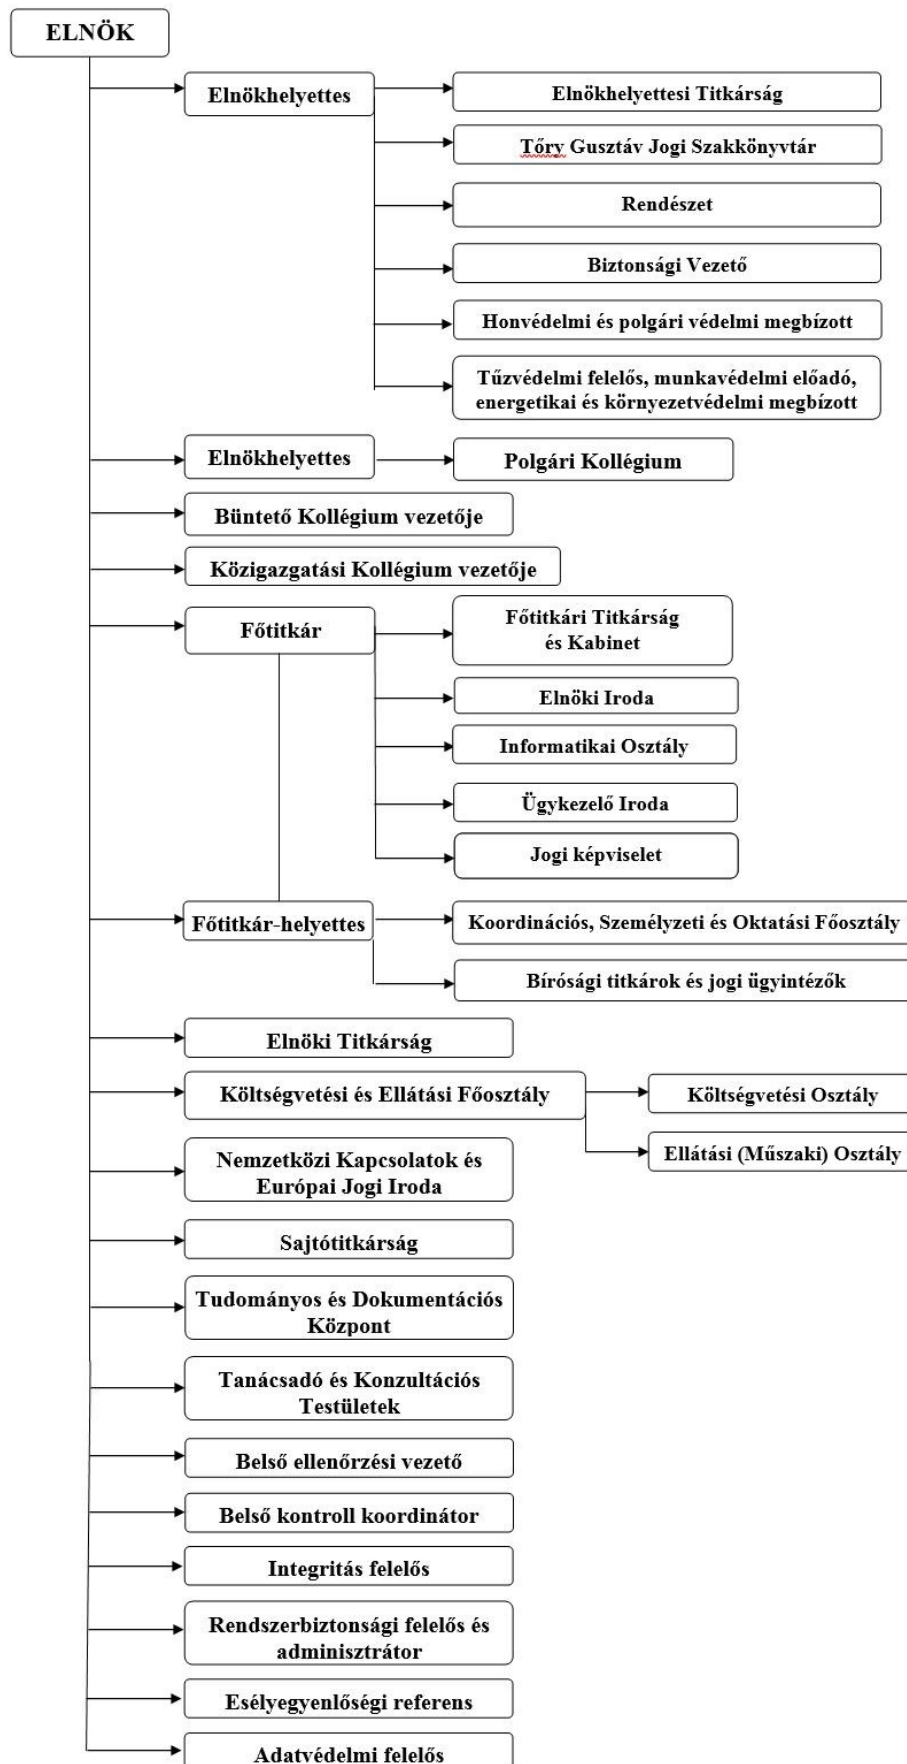 ELNÖK
Elnökhelyettes
Elnökhelyettesi Titkárság
Tőry Gusztáv Jogi Szakkönyvtár
Rendészet
Biztonsági Vezető
Honvédelmi és polgári védelmi megbízott
Tűzvédelmi felelős, munkavédelmi előadó,
energetikai és környezetvédelmi megbízott
Elnökhelyettes
Polgári Kollégium
Büntető Kollégium vezetője
Közigazgatási Kollégium vezetője
Főtitkár
Főtitkári Titkárság
és Kabinet
Elnöki Iroda
Informatikai Osztály
Ügykezelő Iroda
Jogi képviselet
Főtitkár-helyettes
Koordinációs, Személyzeti és Oktatási Főosztály
Bírósági titkárok és jogi ügyintézők
Elnöki Titkárság
Költségvetési és Ellátási Főosztály
Költségvetési Osztály
Ellátási (Műszaki) Osztály
Nemzetközi Kapcsolatok és
Európai Jogi Iroda
Sajtótitkárság
Tudományos és Dokumentációs
Központ
Tanácsadó és Konzultációs
Testületek
Belső ellenőrzési vezető
Belső kontroll koordinátor
Integritás felelős
Rendszerbiztonsági felelős és
adminisztrátor
Esélyegyenlőségi referens
Adatvédelmi felelős